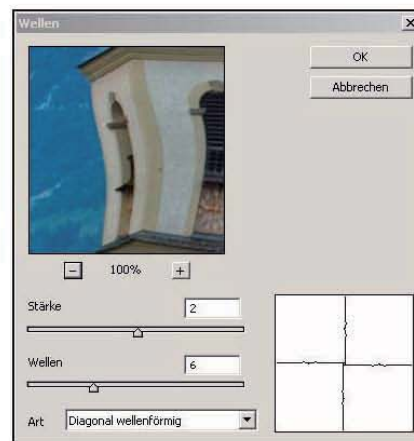 Wellen
OK
Abbrechen
100%
Stärke 2
Wellen 6
Art Diagonal wellenförmig